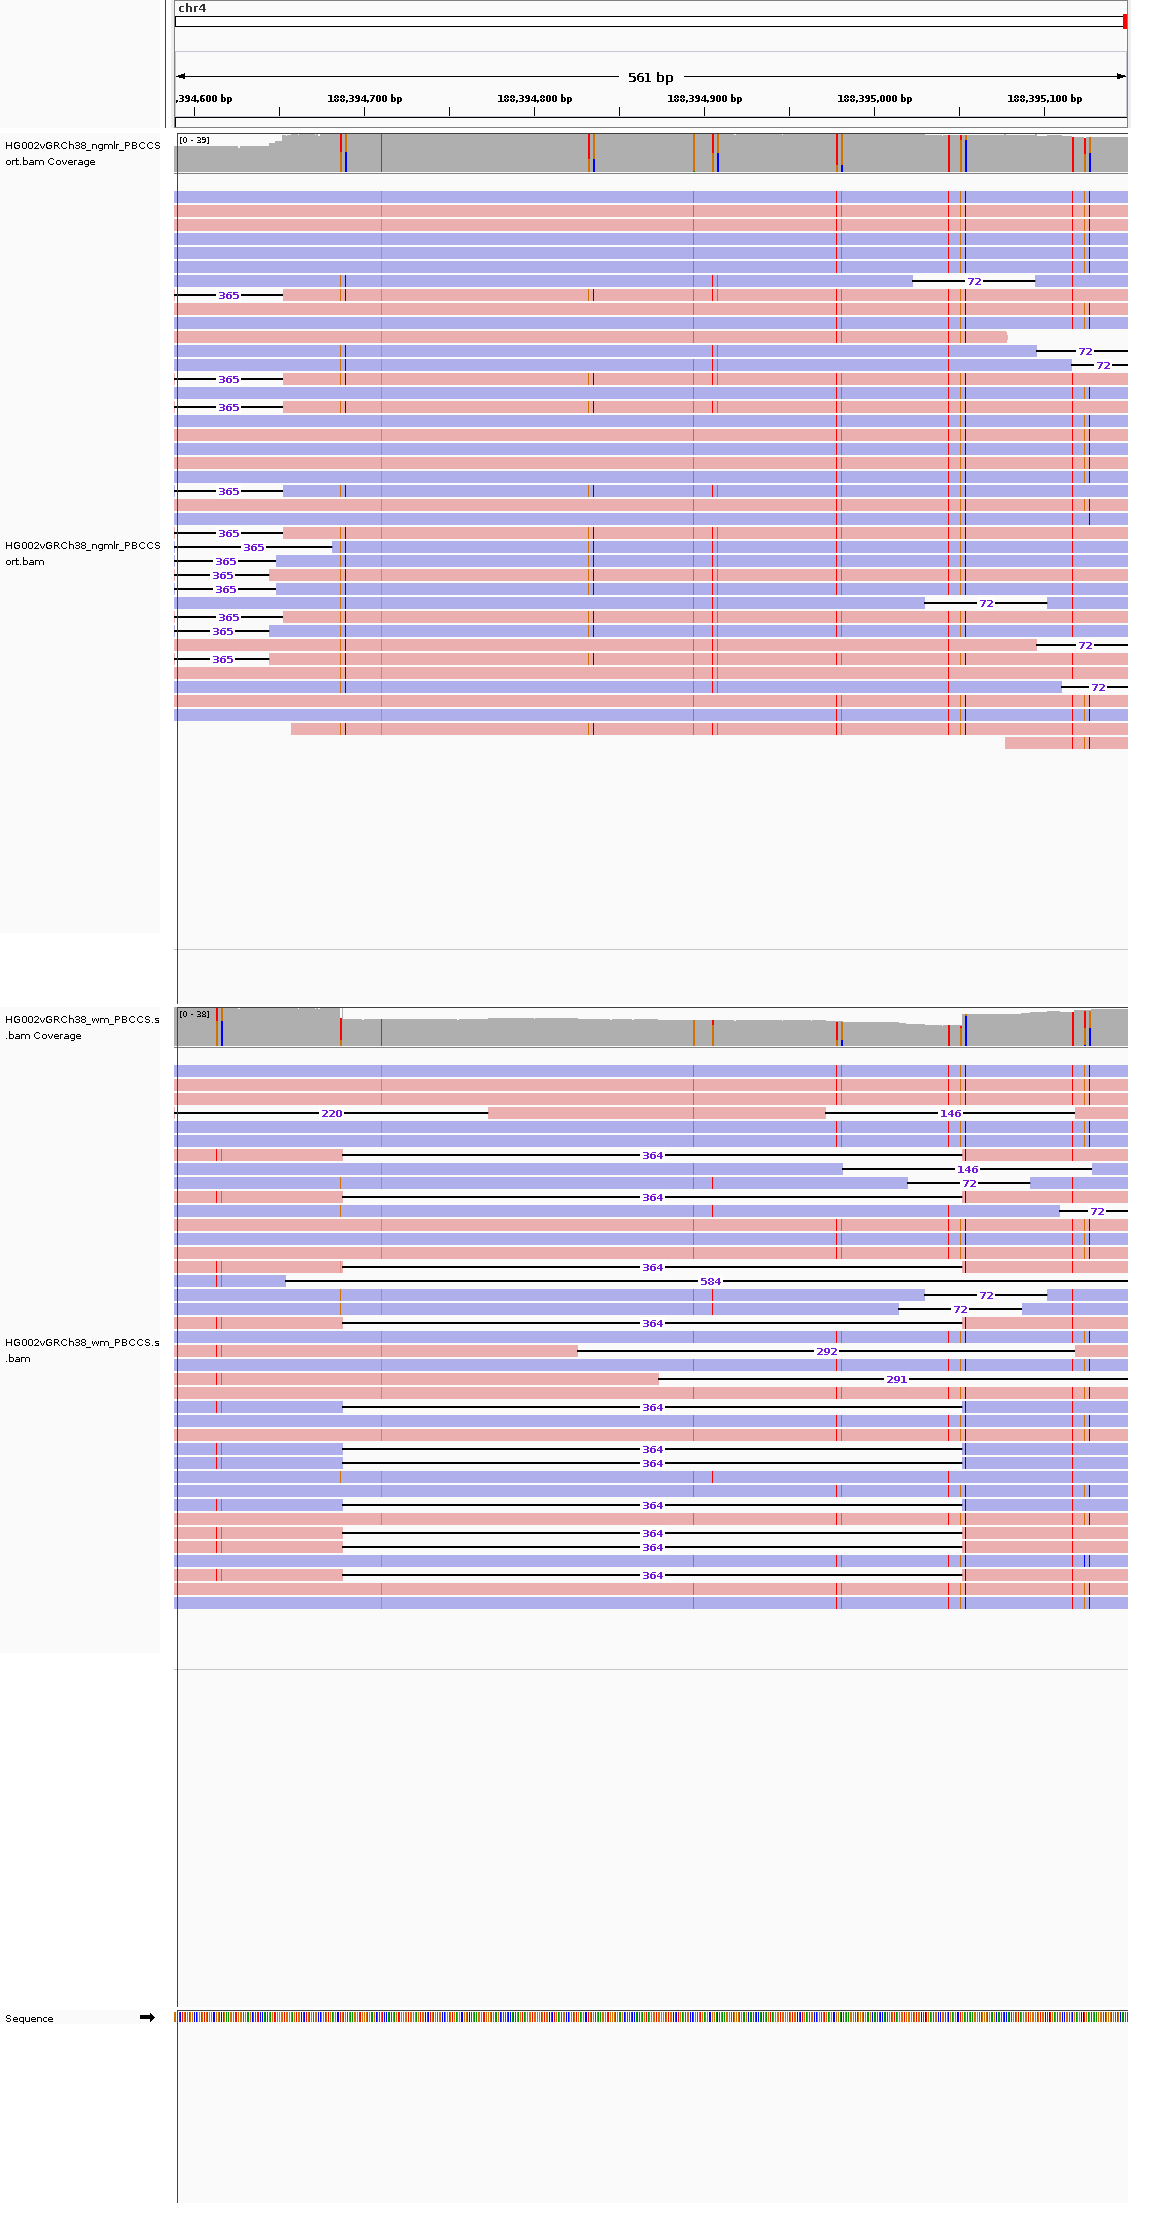 chr4
561 bp
,394,600 bp 188,394,700 bp 188,394,800 bp 188,394,900 bp 188,395,000 bp 188,395,100 bp
HG002vGRCh38_ngmlr_PBCCS
ort.bam Coverage
[0 - 39]
72
365
72
72
365
365
365
365
365
365
365
365
72
365
365
72
365
72
HG002vGRCh38_ngmlr_PBCCS
ort.bam
HG002vGRCh38_wm_PBCCS.s
.bam Coverage
[0 - 38]
220 146
364
146
72
364
72
364
584
72
72
364
292
291
364
364
364
364
364
364
364
HG002vGRCh38_wm_PBCCS.s
.bam
Sequence